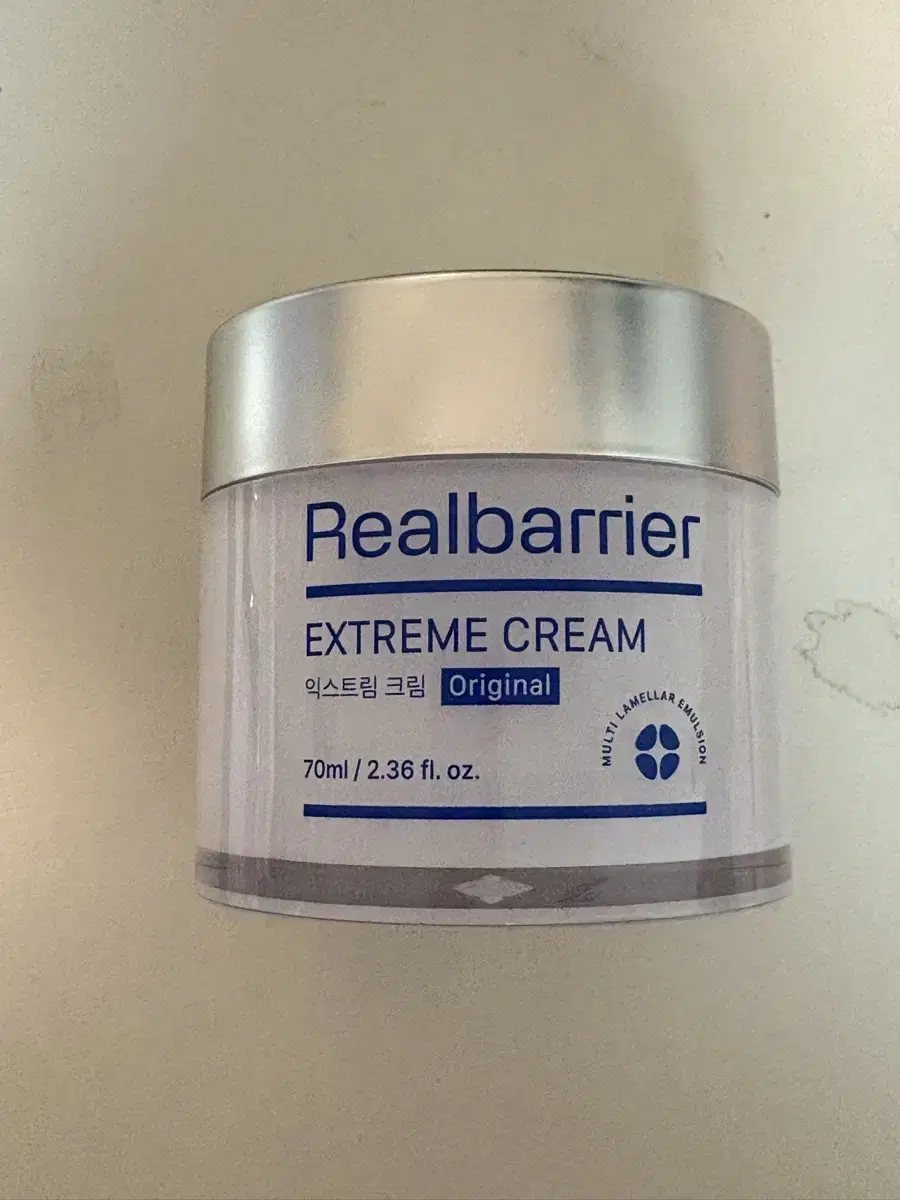 Realbarrier
EXTREME CREAM
익스트림 크림 Original
MULTI LAMELLAR EMULSION
70ml / 2.36 fl. oz.